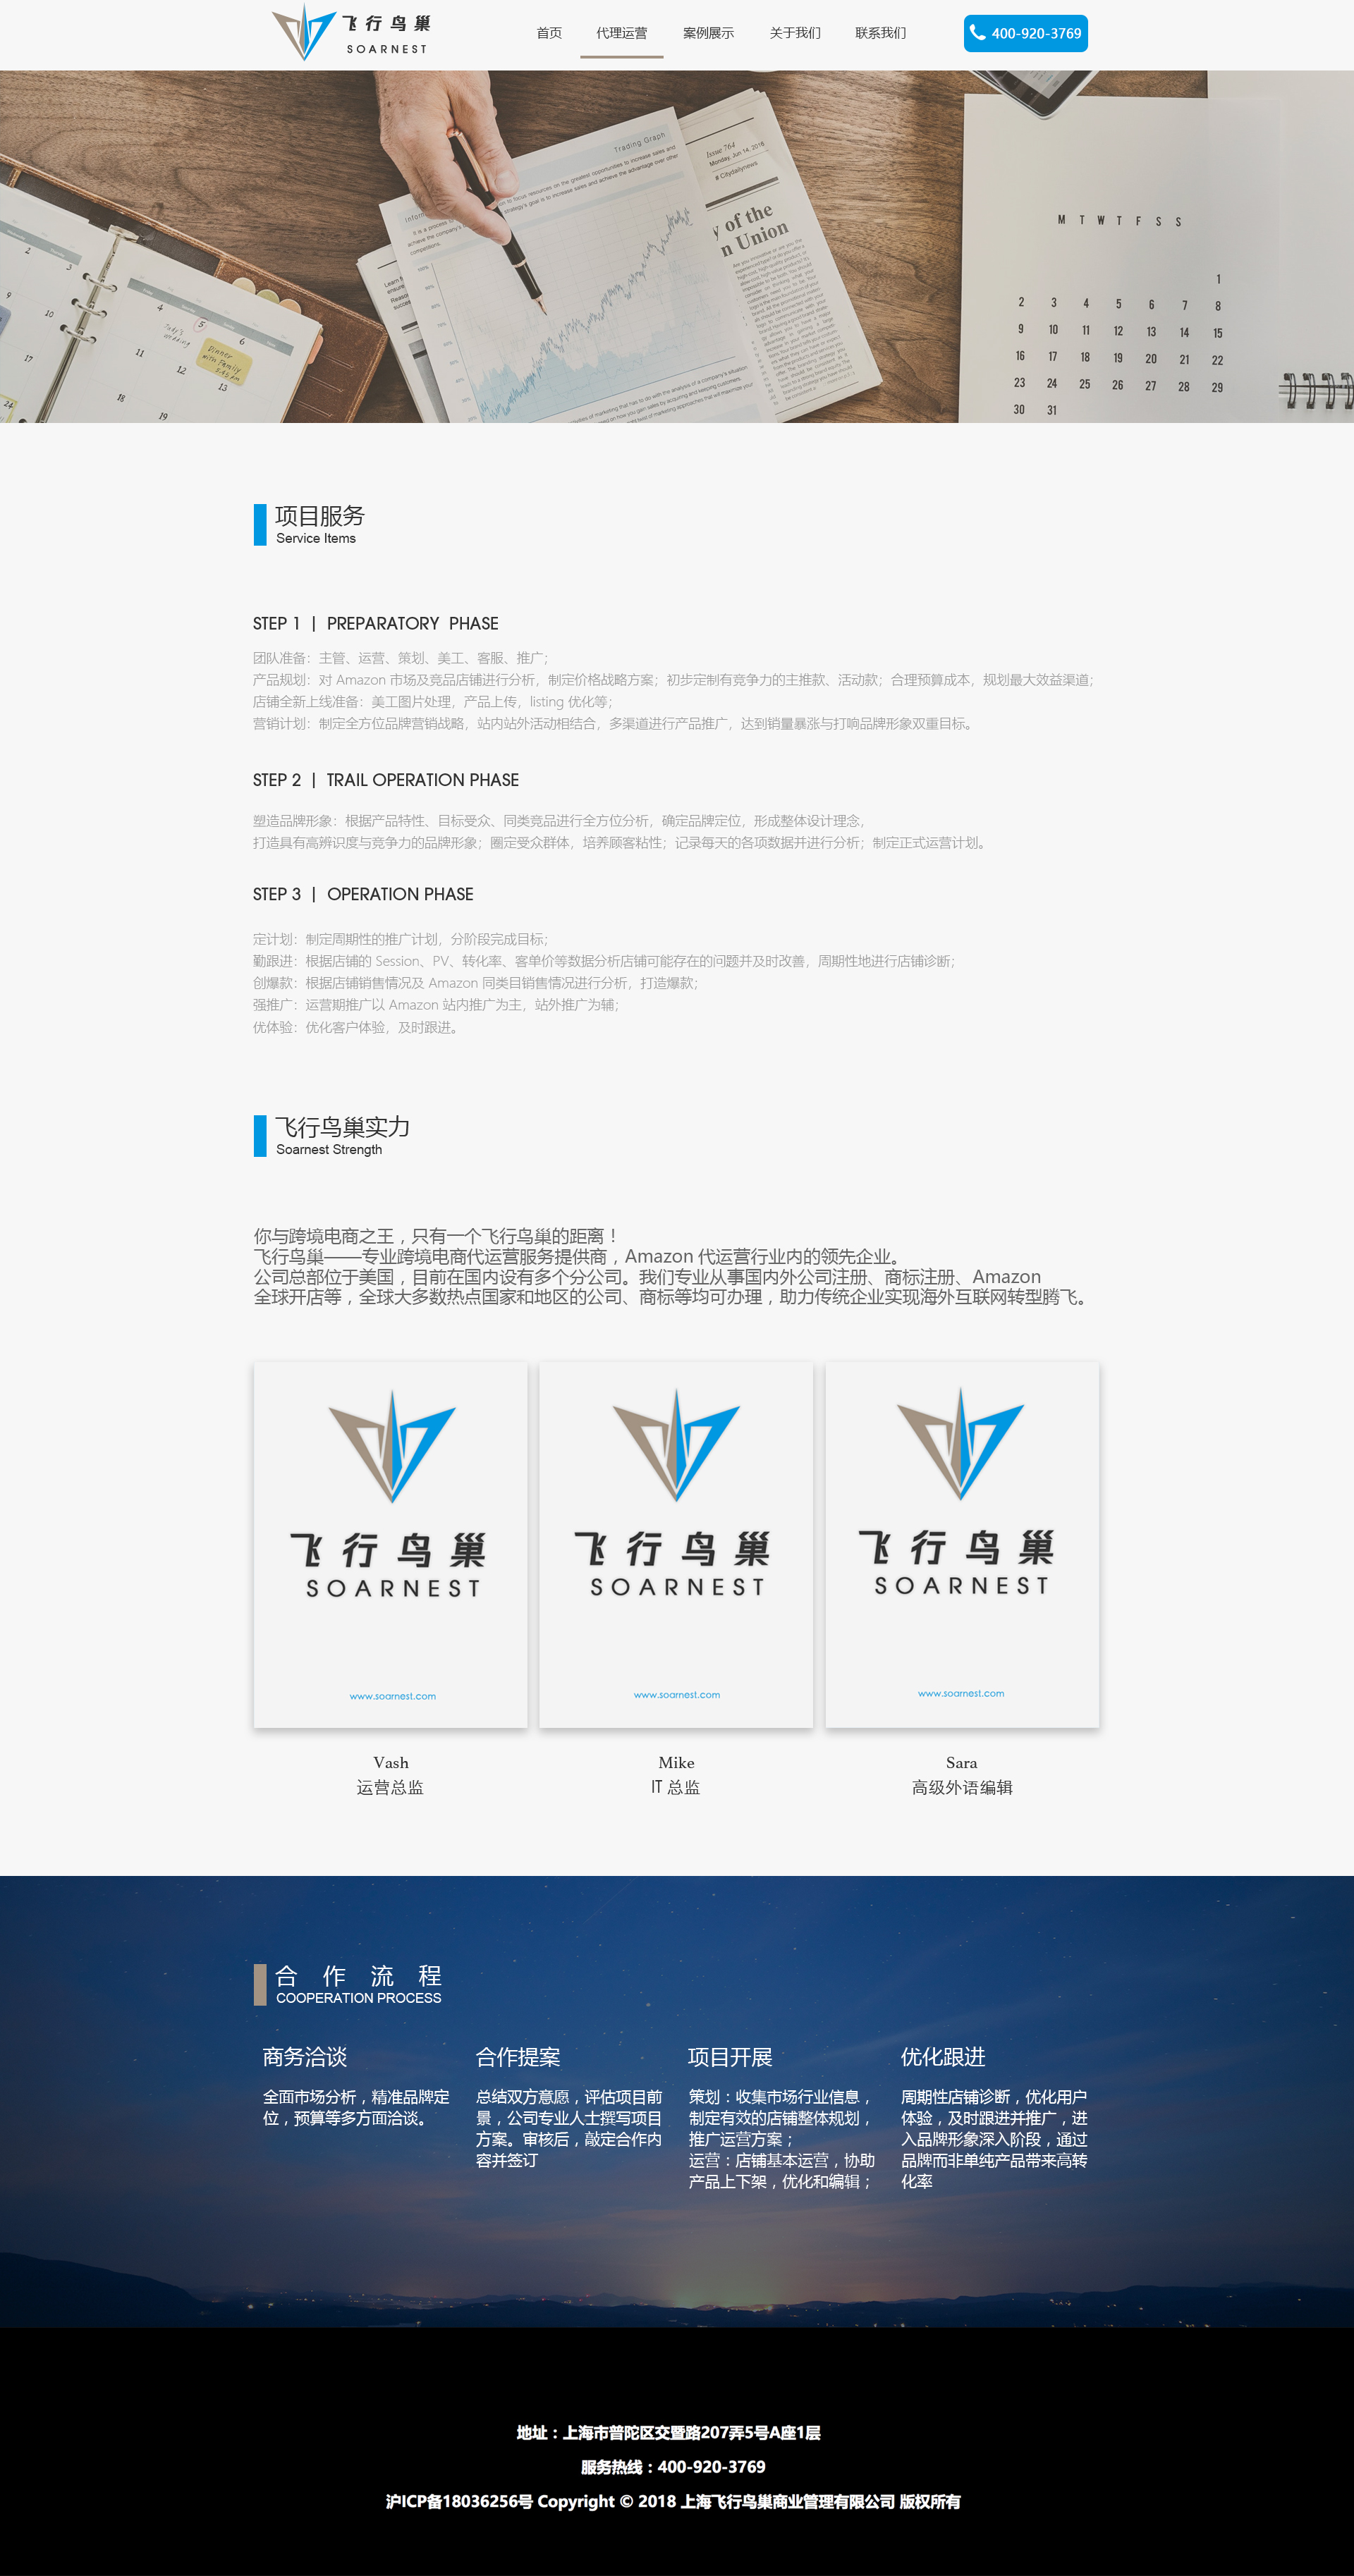 飞行鸟巢
SOARNEST
首页
代理运营
案例展示
关于我们
联系我们
400-920-3769
Trading Graph
Issue 764
Monday, Jun 14, 2018
Citydailynews
y of the
n Union
M T W T F S S
1
2 3 4 5 6 7 8
9 10 11 12 13 14 15
16 17 18 19 20 21 22
23 24 25 26 27 28 29
30 31
项目服务
Service Items
STEP 1 | PREPARATORY PHASE
团队准备：主管、运营、策划、美工、客服、推广；
产品规划：对 Amazon 市场及竞品店铺进行分析，制定价格战略方案；初步定制有竞争力的主推款、活动款；合理预算成本，规划最大效益渠道；
店铺全新上线准备：美工图片处理，产品上传，listing 优化等；
营销计划：制定全方位品牌营销战略，站内站外活动相结合，多渠道进行产品推广，达到销量暴涨与打响品牌形象双重目标。
STEP 2 | TRAIL OPERATION PHASE
塑造品牌形象：根据产品特性、目标受众、同类竞品进行全方位分析，确定品牌定位，形成整体设计理念，
打造具有高辨识度与竞争力的品牌形象；圈定受众群体，培养顾客粘性；记录每天的各项数据并进行分析；制定正式运营计划。
STEP 3 | OPERATION PHASE
定计划：制定周期性的推广计划，分阶段完成目标；
勤跟进：根据店铺的 Session、PV、转化率、客单价等数据分析店铺可能存在的问题并及时改善，周期性地进行店铺诊断；
创爆款：根据店铺销售情况及 Amazon 同类目销售情况进行分析，打造爆款；
强推广：运营期推广以 Amazon 站内推广为主，站外推广为辅；
优体验：优化客户体验，及时跟进。
飞行鸟巢实力
Soarnest Strength
你与跨境电商之王，只有一个飞行鸟巢的距离！
飞行鸟巢——专业跨境电商代运营服务提供商，Amazon 代运营行业内的领先企业。
公司总部位于美国，目前在国内设有多个分公司。我们专业从事国内外公司注册、商标注册、Amazon
全球开店等，全球大多数热点国家和地区的公司、商标等均可办理，助力传统企业实现海外互联网转型腾飞。
飞行鸟巢
SOARNEST
www.soarnest.com
Vash
运营总监
飞行鸟巢
SOARNEST
www.soarnest.com
Mike
IT 总监
飞行鸟巢
SOARNEST
www.soarnest.com
Sara
高级外语编辑
合作流程
COOPERATION PROCESS
商务洽谈
全面市场分析，精准品牌定
位，预算等多方面洽谈。
合作提案
总结双方意愿，评估项目前
景，公司专业人士撰写项目
方案。审核后，敲定合作内
容并签订
项目开展
策划：收集市场行业信息，
制定有效的店铺整体规划，
推广运营方案；
运营：店铺基本运营，协助
产品上下架，优化和编辑；
优化跟进
周期性店铺诊断，优化用户
体验，及时跟进并推广，进
入品牌形象深入阶段，通过
品牌而非单纯产品带来高转
化率
地址：上海市普陀区交暨路207弄5号A座1层
服务热线：400-920-3769
沪ICP备18036256号 Copyright © 2018 上海飞行鸟巢商业管理有限公司 版权所有